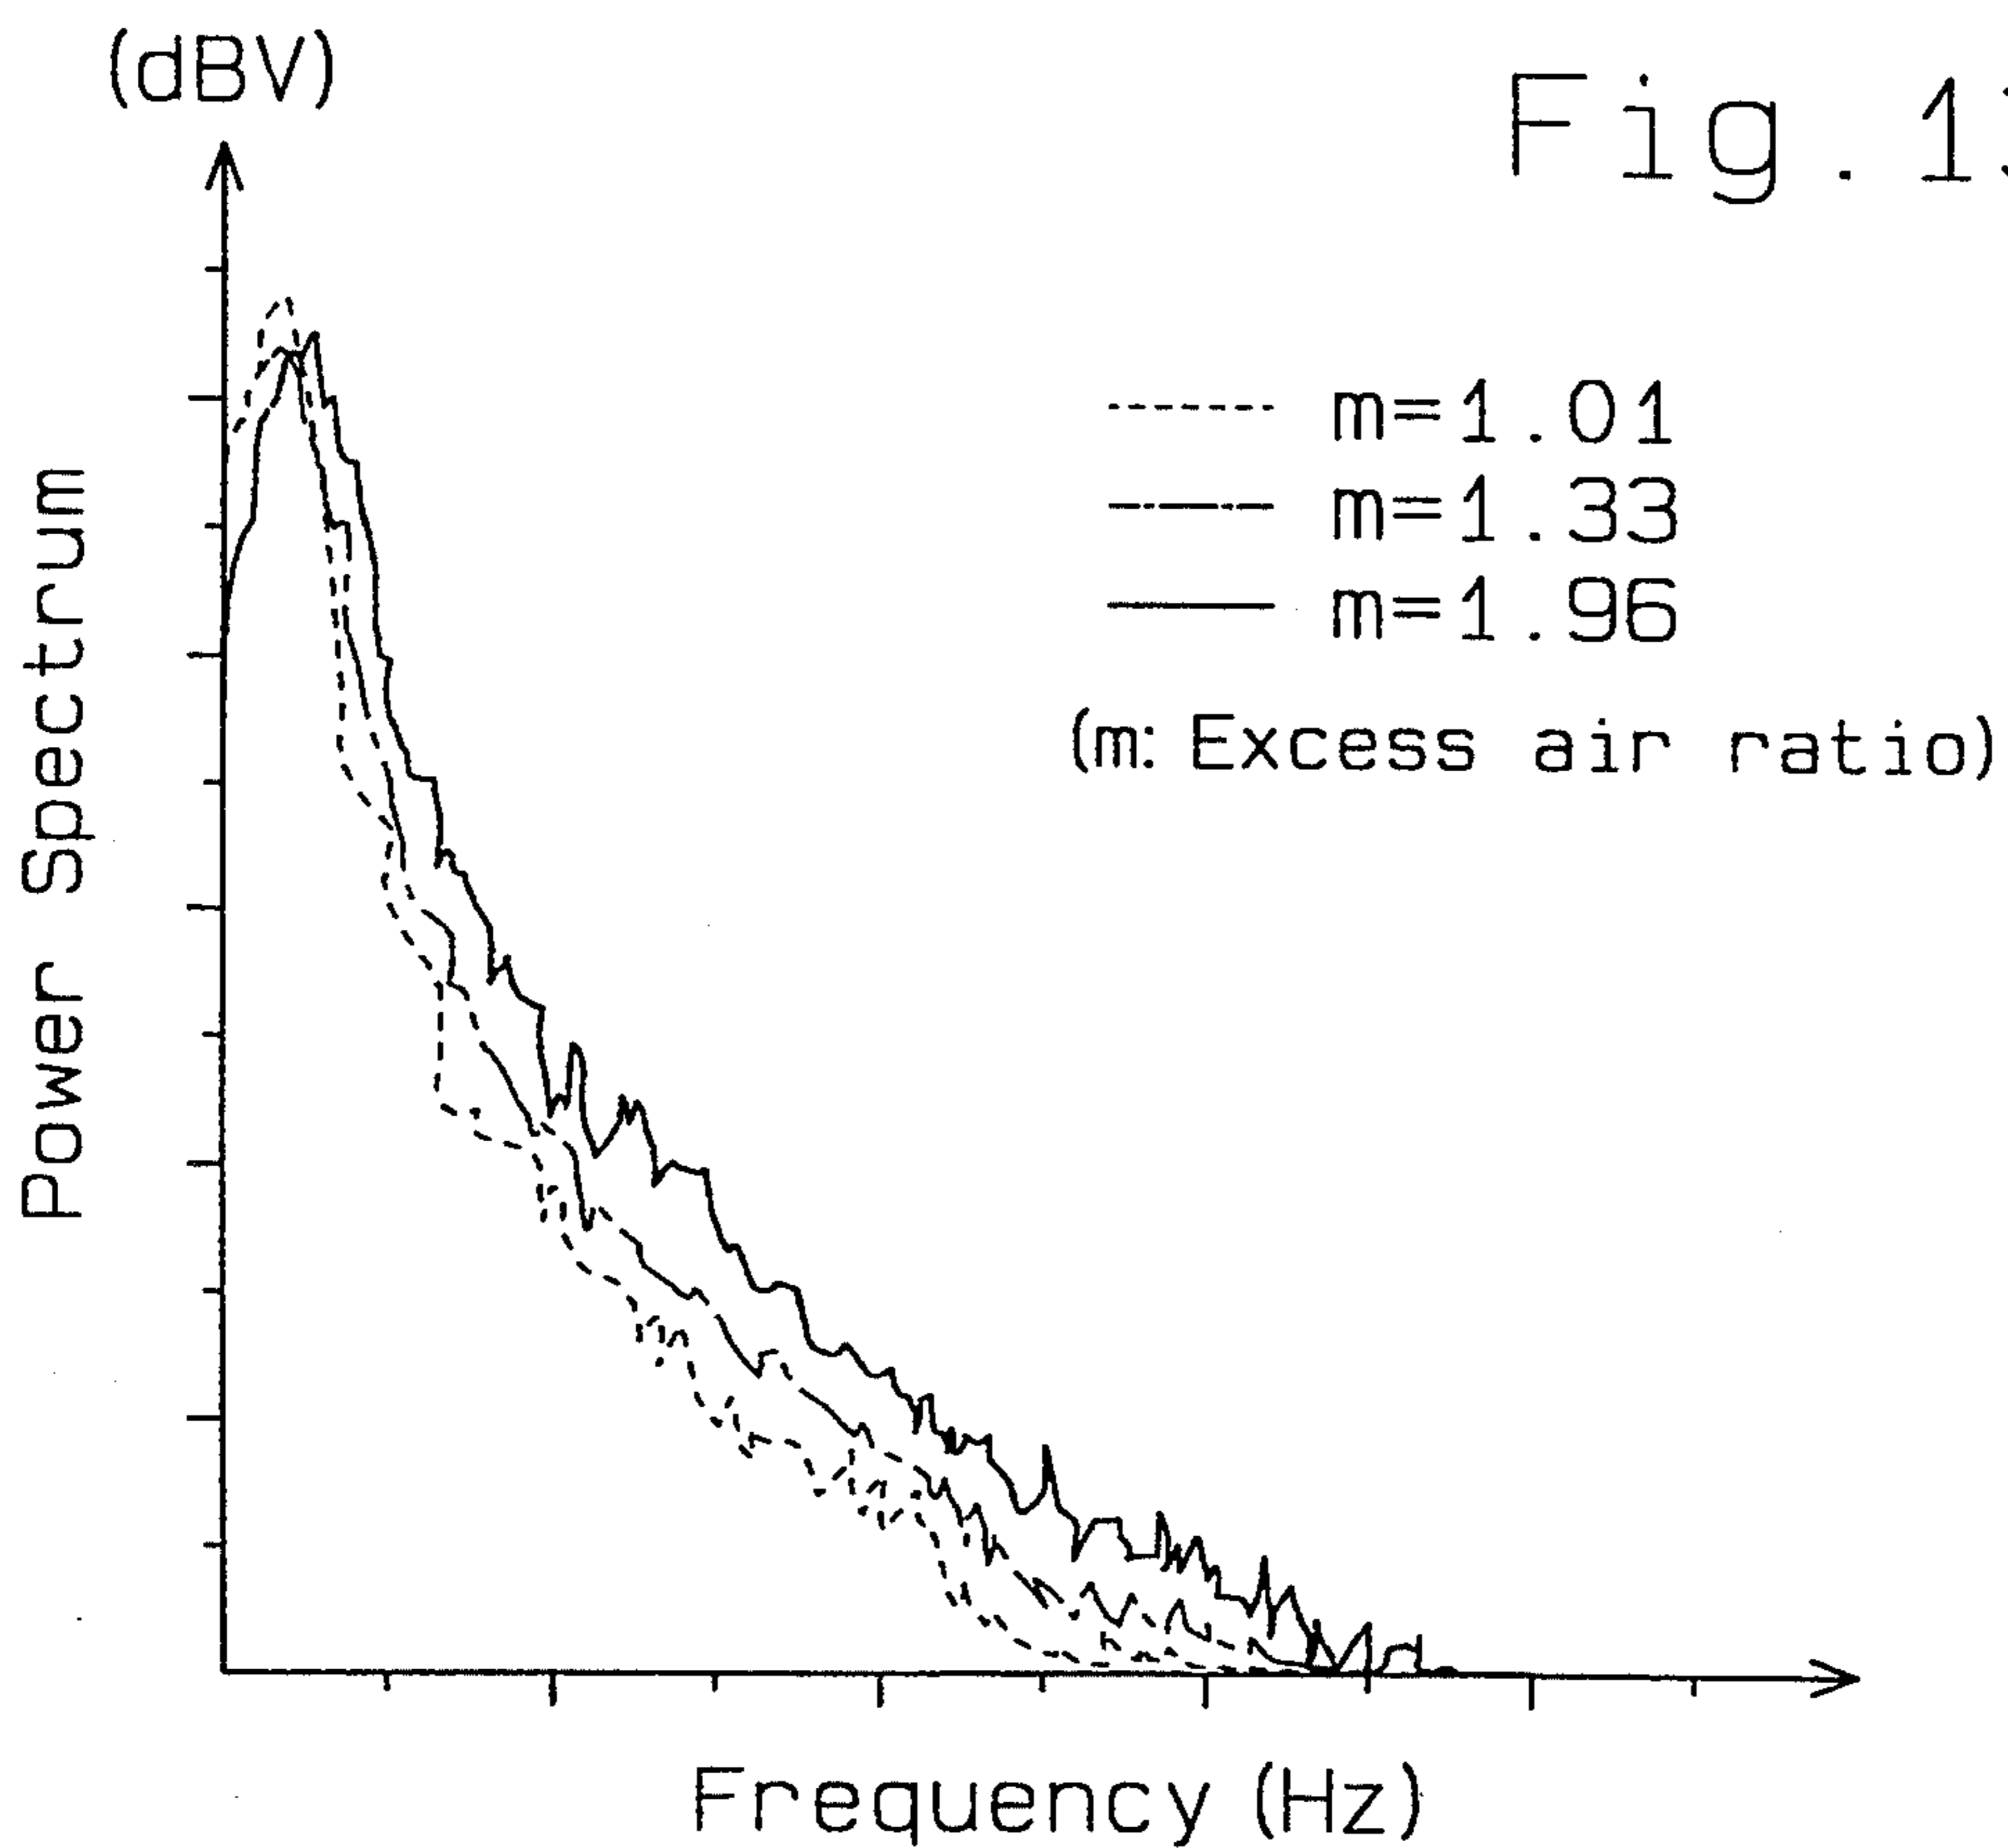 (dBV)
Fig. 1
m=1.01
m=1.33
m=1.96
(m: Excess air ratio)
Power Spectrum
Frequency (Hz)